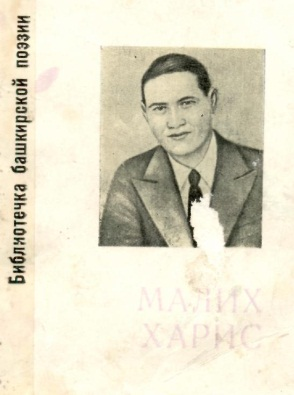 Библиотечка башкирской поэзии
МАЛИХ
ХАРИС